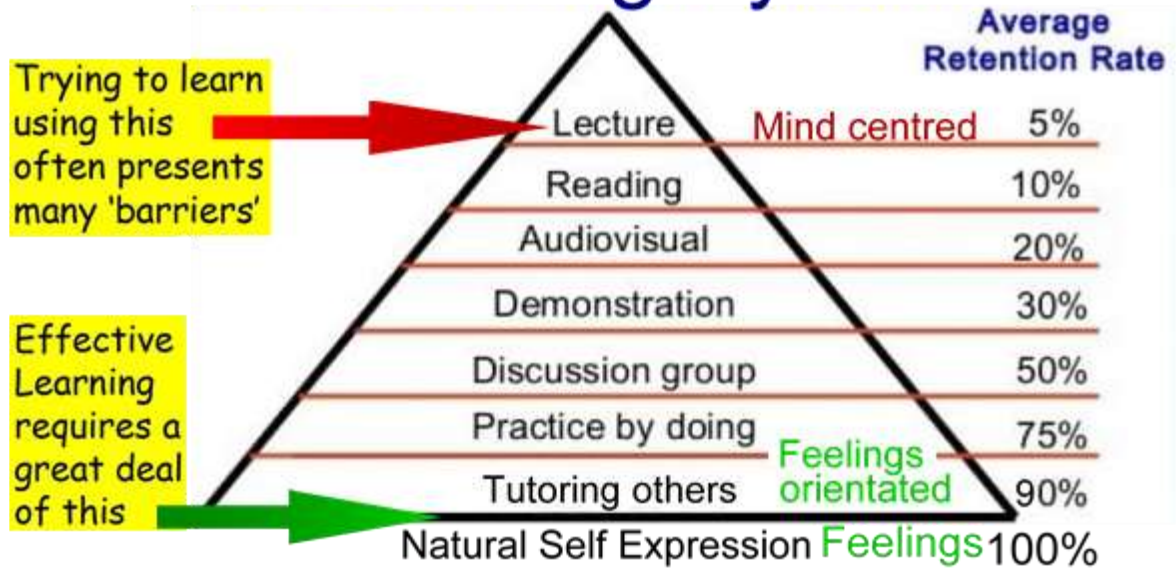 Average
Retention Rate
Trying to learn
using this
often presents
many 'barriers'
Lecture Mind centred 5%
Reading 10%
Audiovisual 20%
Demonstration 30%
Effective
Learning
requires a
great deal
of this
Discussion group 50%
Practice by doing 75%
Feelings
orientated
Tutoring others 90%
Natural Self Expression Feelings 100%